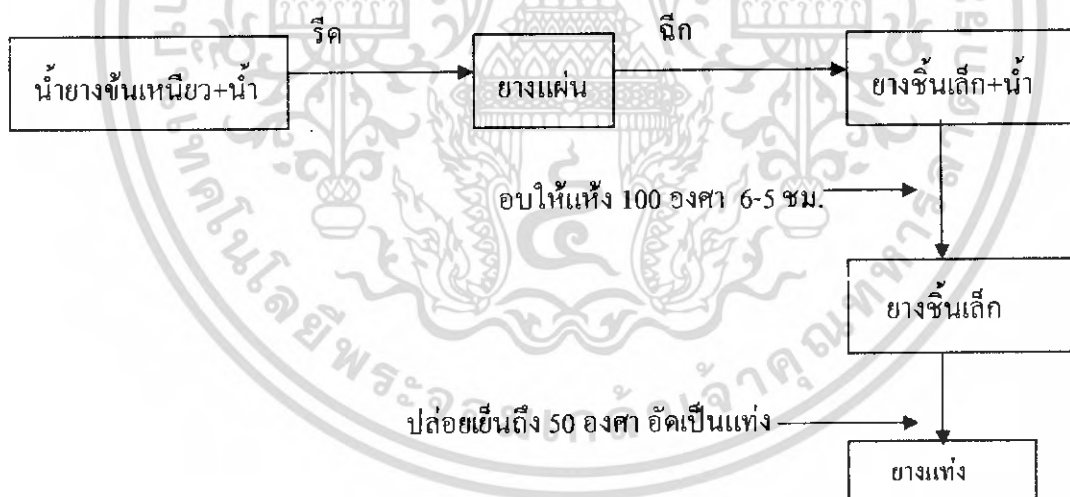 รีด
ฉีก
น้ำยางข้นเหนียว+น้ำ
ยางแผ่น
ยางชิ้นเล็ก+น้ำ
อบให้แห้ง 100 องศา 6-5 ชม.
ยางชิ้นเล็ก
ปล่อยเย็นถึง 50 องศา อัดเป็นแท่ง
ยางแท่ง